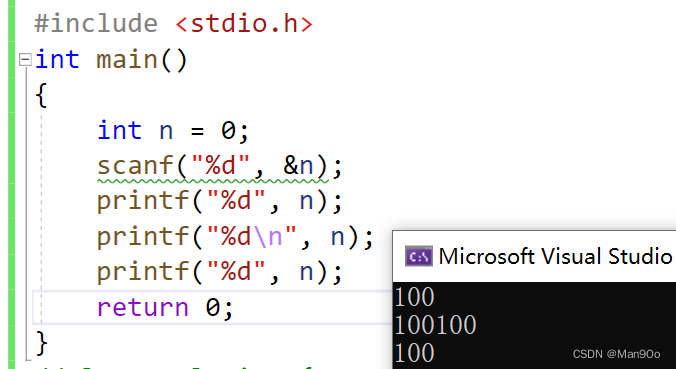 #include <stdio.h>
int main()
{
int n = 0;
scanf("%d", &n);
printf("%d", n);
printf("%d\n", n);
printf("%d", n);
return 0;
}
Microsoft Visual Studio
100
100100
100
CSDN @Man9Oo